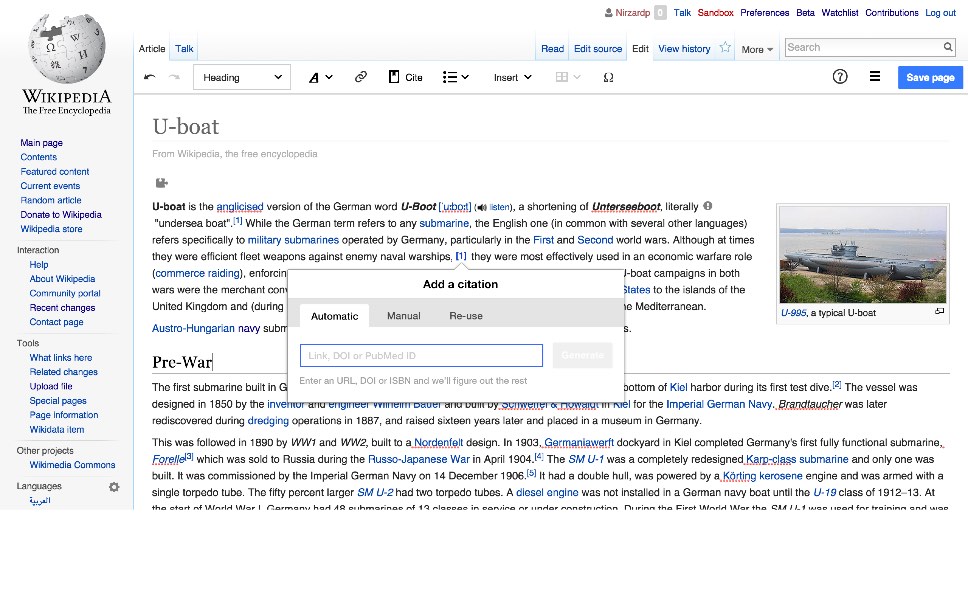 Nirzardp 0 Talk Sandbox Preferences Beta Watchlist Contributions Log out
WIKIPEDIA
The Free Encyclopedia
Article Talk Read Edit source Edit View history More Search
Heading A Cite Insert Ω ? Save page
Main page
Contents
Featured content
Current events
Random article
Donate to Wikipedia
Wikipedia store
Interaction
Help
About Wikipedia
Community portal
Recent changes
Contact page
Tools
What links here
Related changes
Upload file
Special pages
Page information
Wikidata item
Other projects
Wikimedia Commons
Languages
العربية
U-boat
From Wikipedia, the free encyclopedia
U-boat is the anglicised version of the German word U-Boot [ˈuːboːt] ( listen), a shortening of Unterseeboot, literally
"undersea boat".[1] While the German term refers to any submarine, the English one (in common with several other languages)
refers specifically to military submarines operated by Germany, particularly in the First and Second world wars. Although at times
they were efficient fleet weapons against enemy naval warships, [1] they were most effectively used in an economic warfare role
(commerce raiding), enforcin U-boat campaigns in both
wars were the merchant con States to the islands of the
United Kingdom and (during e Mediterranean.
Austro-Hungarian navy subm s.
U-995, a typical U-boat
Add a citation
Automatic Manual Re-use
Link, DOI or PubMed ID Generate
Enter an URL, DOI or ISBN and we'll figure out the rest
Pre-War
The first submarine built in G bottom of Kiel harbor during its first test dive.[2] The vessel was
designed in 1850 by the inventor and engineer Wilhelm Bauer and built by Schweffel & Howaldt in Kiel for the Imperial German Navy. Brandtaucher was later
rediscovered during dredging operations in 1887, and raised sixteen years later and placed in a museum in Germany.
This was followed in 1890 by WW1 and WW2, built to a Nordenfelt design. In 1903, Germaniawerft dockyard in Kiel completed Germany's first fully functional submarine,
Forelle[3] which was sold to Russia during the Russo-Japanese War in April 1904.[4] The SM U-1 was a completely redesigned Karp-class submarine and only one was
built. It was commissioned by the Imperial German Navy on 14 December 1906.[5] It had a double hull, was powered by a Körting kerosene engine and was armed with a
single torpedo tube. The fifty percent larger SM U-2 had two torpedo tubes. A diesel engine was not installed in a German navy boat until the U-19 class of 1912–13. At
the start of World War I, Germany had 48 submarines of 13 classes in service or under construction. During the First World War the SM U-1 was used for training and was